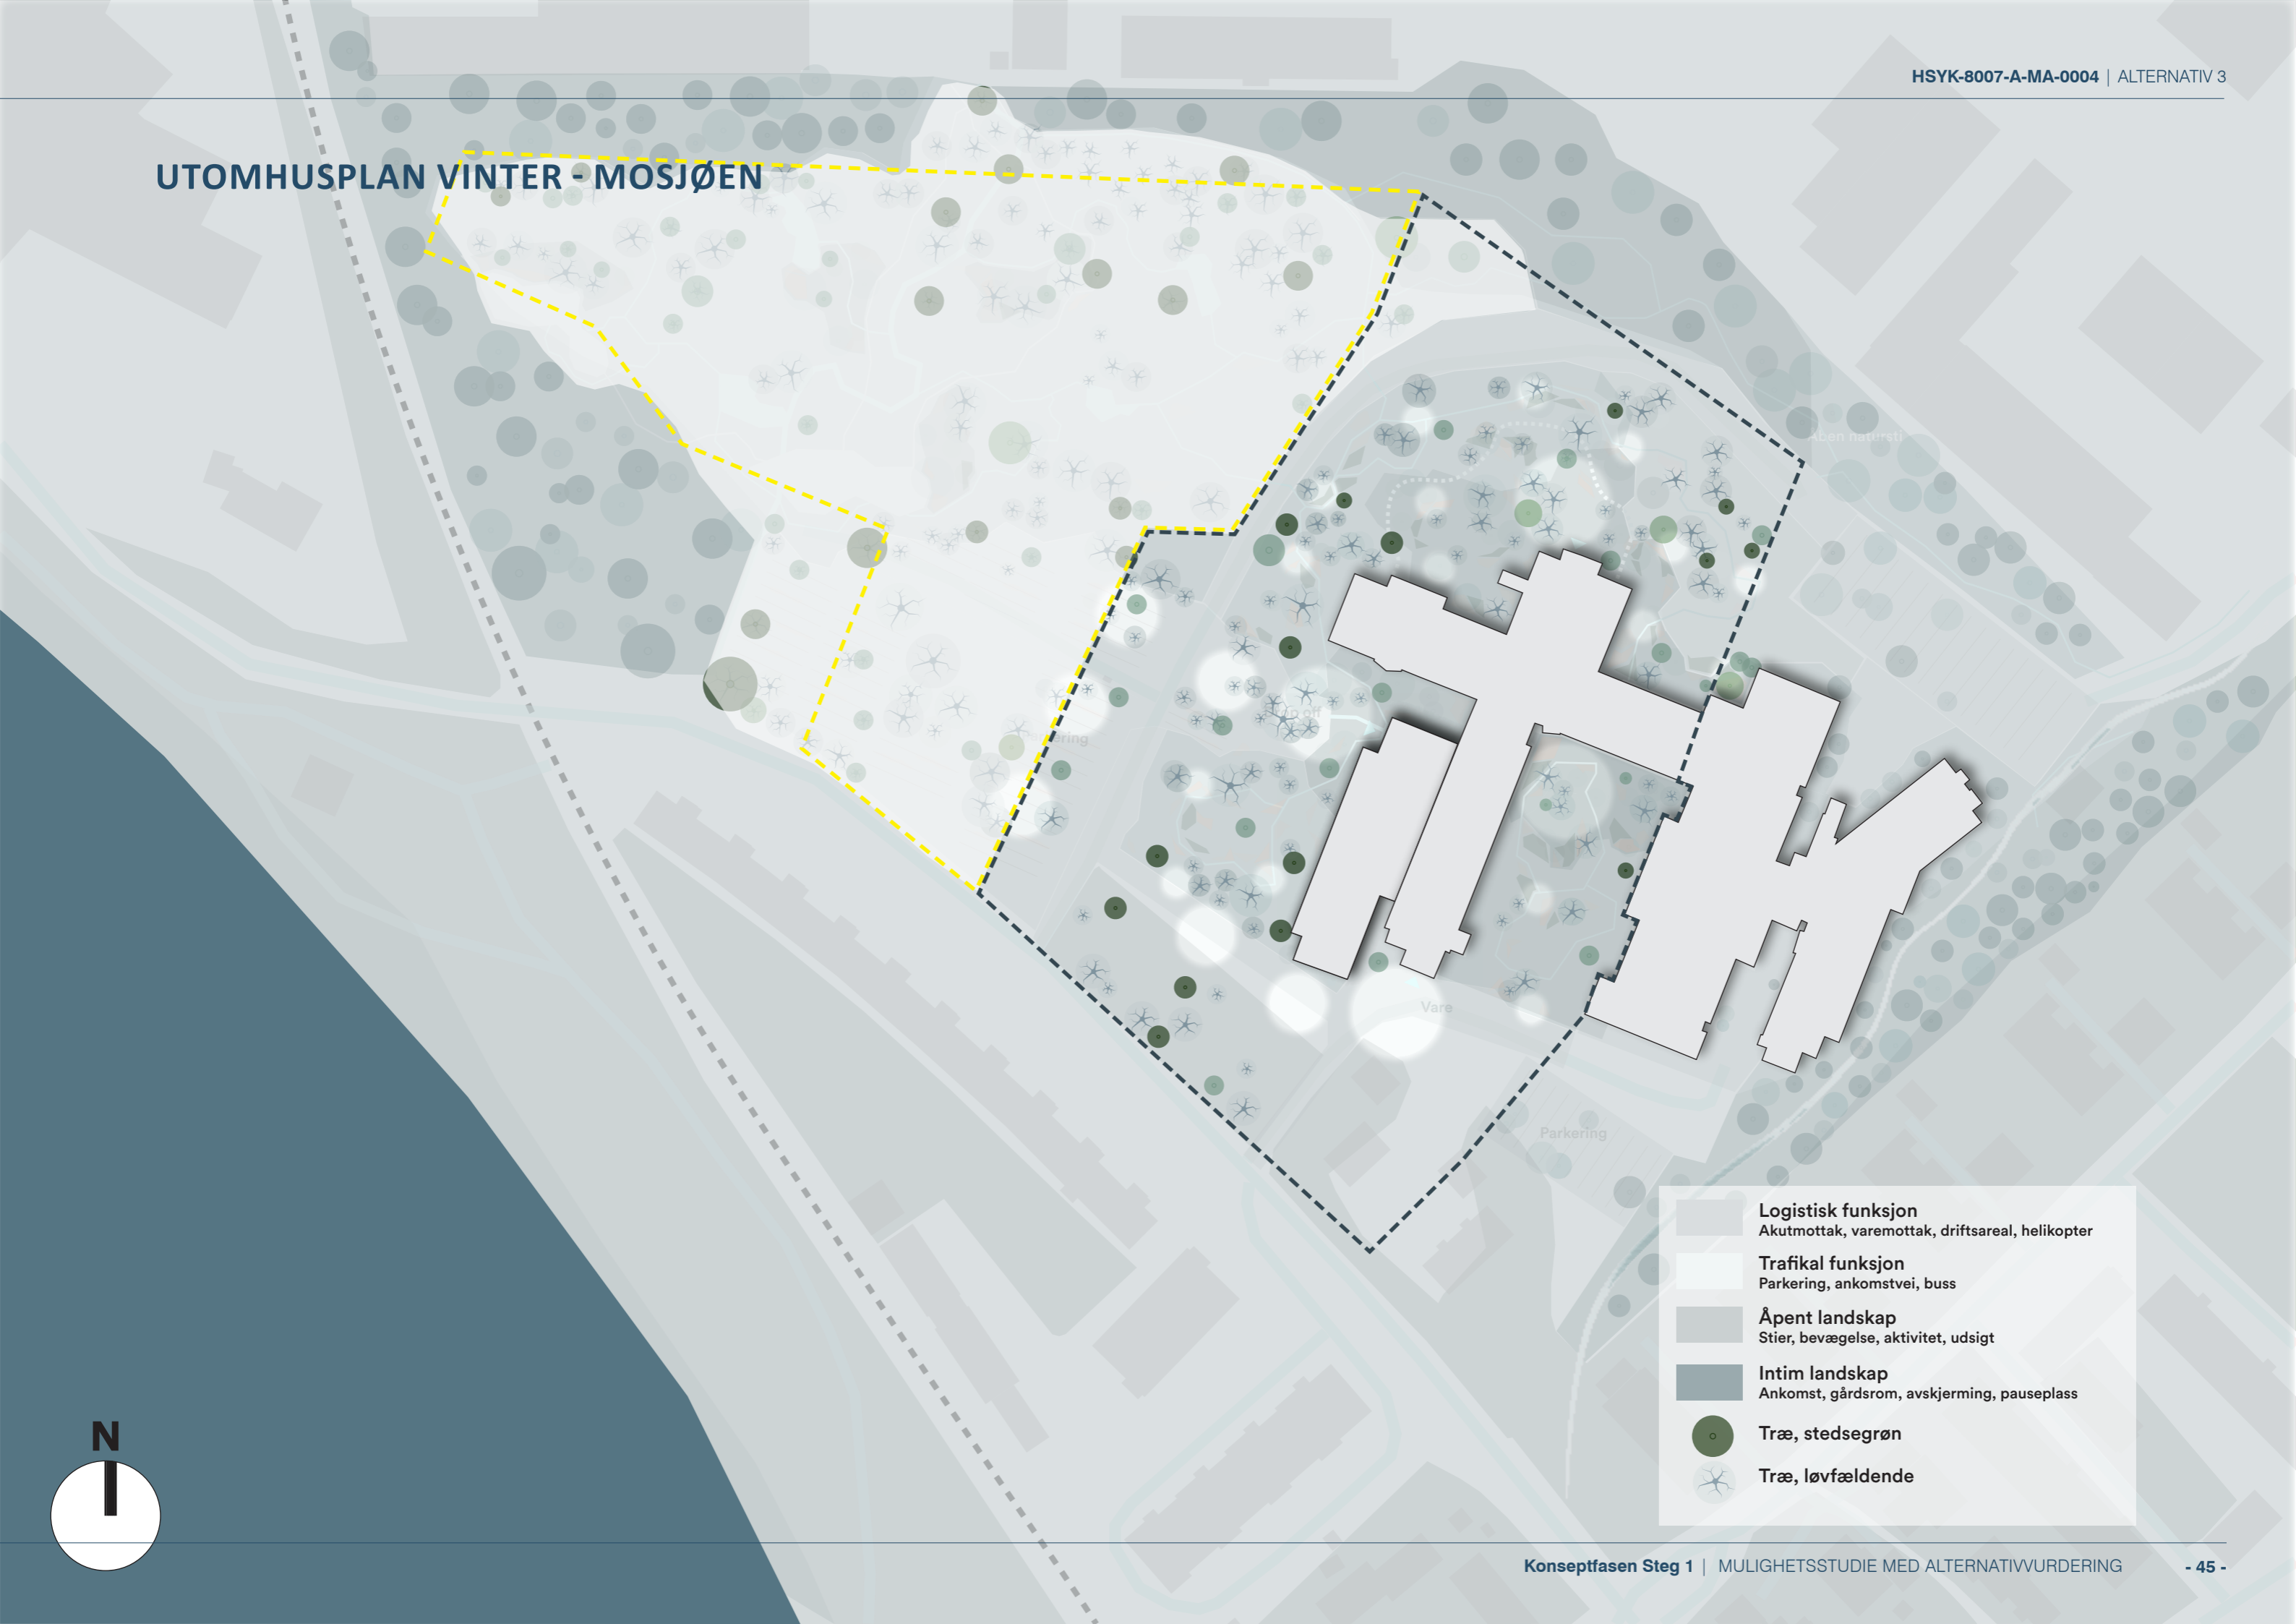 HSYK-8007-A-MA-0004 | ALTERNATIV 3
UTOMHUSPLAN VINTER - MOSJØEN
Vare
Parkering
Logistisk funksjon
Akutmottak, varemottak, driftsareal, helikopter
Trafikal funksjon
Parkering, ankomstvei, buss
Åpent landskap
Stier, bevægelse, aktivitet, udsigt
Intim landskap
Ankomst, gårdsrom, avskjerming, pauseplass
Træ, stedsegrøn
Træ, løvfældende
N
Konseptfasen Steg 1 | MULIGHETSSTUDIE MED ALTERNATIVVURDERING - 45 -